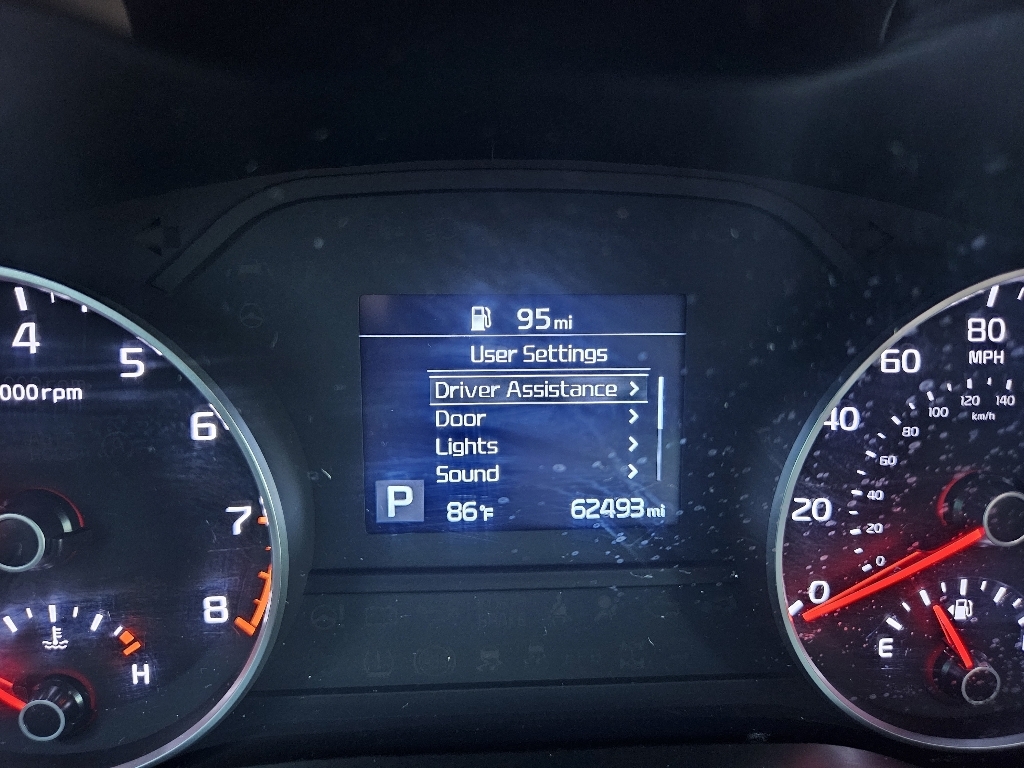 4
5
6
7
8
000rpm
H
95mi
User Settings
Driver Assistance >
Door >
Lights >
Sound >
P
86°F
62493mi
80
MPH
60
40
20
0
140
120
100
km/h
80
60
40
20
0
E